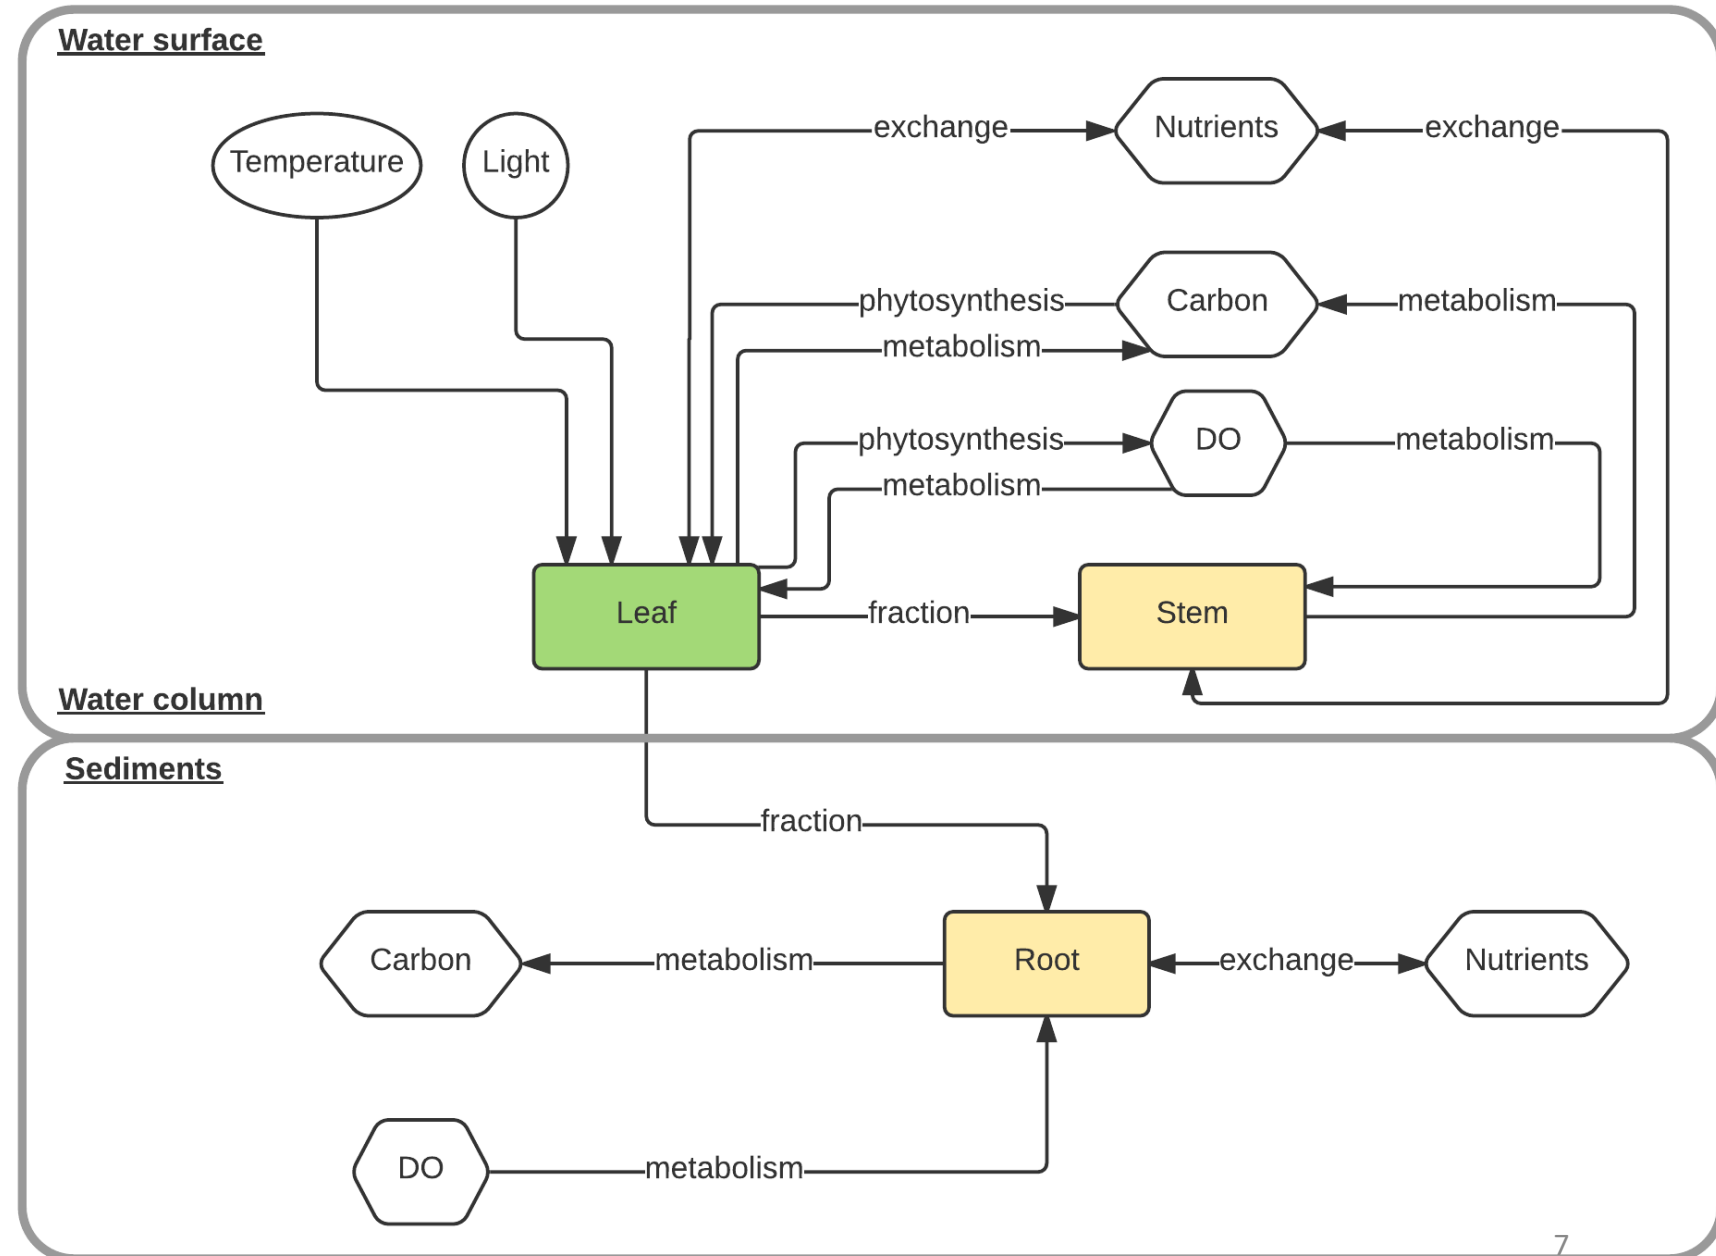 Water surface
Temperature
Light
exchange
Nutrients
exchange
phytosynthesis
Carbon
metabolism
metabolism
phytosynthesis
DO
metabolism
metabolism
Leaf
fraction
Stem
Water column
Sediments
fraction
Carbon
metabolism
Root
exchange
Nutrients
DO
metabolism
7